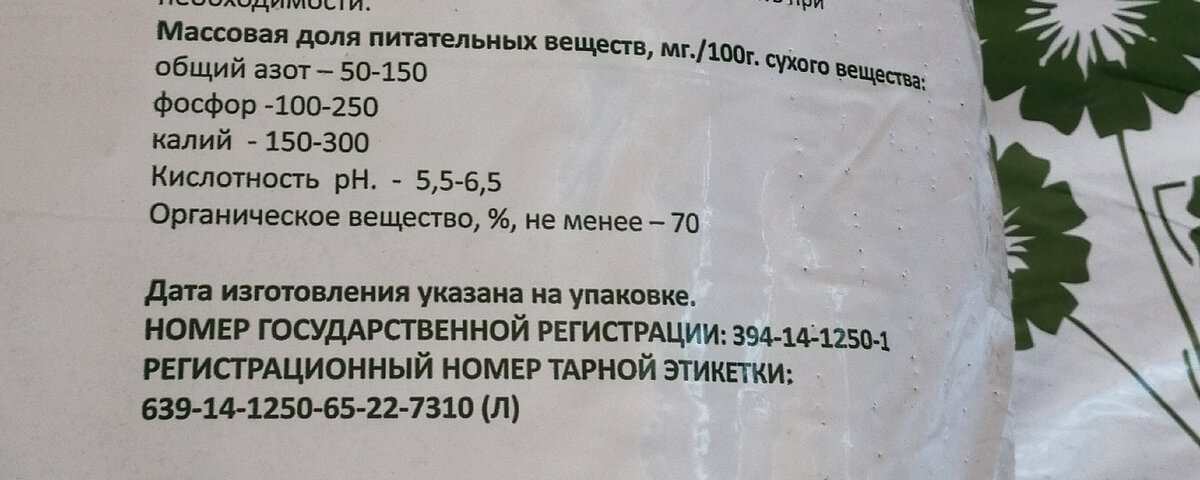 необходимости. при
Массовая доля питательных веществ, мг./100г. сухого вещества:
общий азот – 50-150
фосфор -100-250
калий - 150-300
Кислотность pH. - 5,5-6,5
Органическое вещество, %, не менее – 70
Дата изготовления указана на упаковке.
НОМЕР ГОСУДАРСТВЕННОЙ РЕГИСТРАЦИИ: 394-14-1250-1
РЕГИСТРАЦИОННЫЙ НОМЕР ТАРНОЙ ЭТИКЕТКИ:
639-14-1250-65-22-7310 (Л)